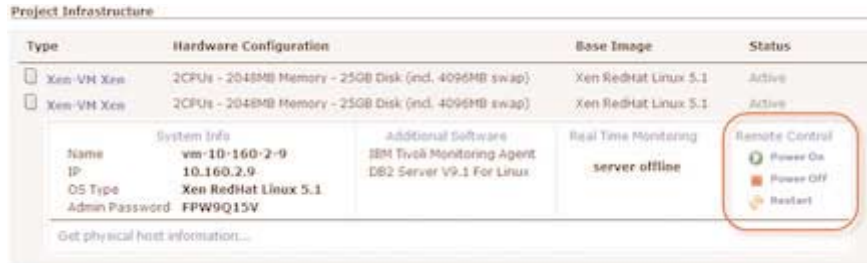 Project Infrastructure
Type Hardware Configuration Base Image Status
Xen-VM Xen 2CPUs - 2048MB Memory - 25GB Disk (incl. 4096MB swap) Xen RedHat Linux 5.1 Active
Xen-VM Xen 2CPUs - 2048MB Memory - 25GB Disk (incl. 4096MB swap) Xen RedHat Linux 5.1 Active
System Info Additional Software Real Time Monitoring Remote Control
Name vm-10-160-2-9 IBM Tivoli Monitoring Agent server offline Power On
IP 10.160.2.9 DB2 Server V9.1 For Linux Power Off
OS Type Xen RedHat Linux 5.1 Restart
Admin Password FPW9Q15V
Get physical host information...